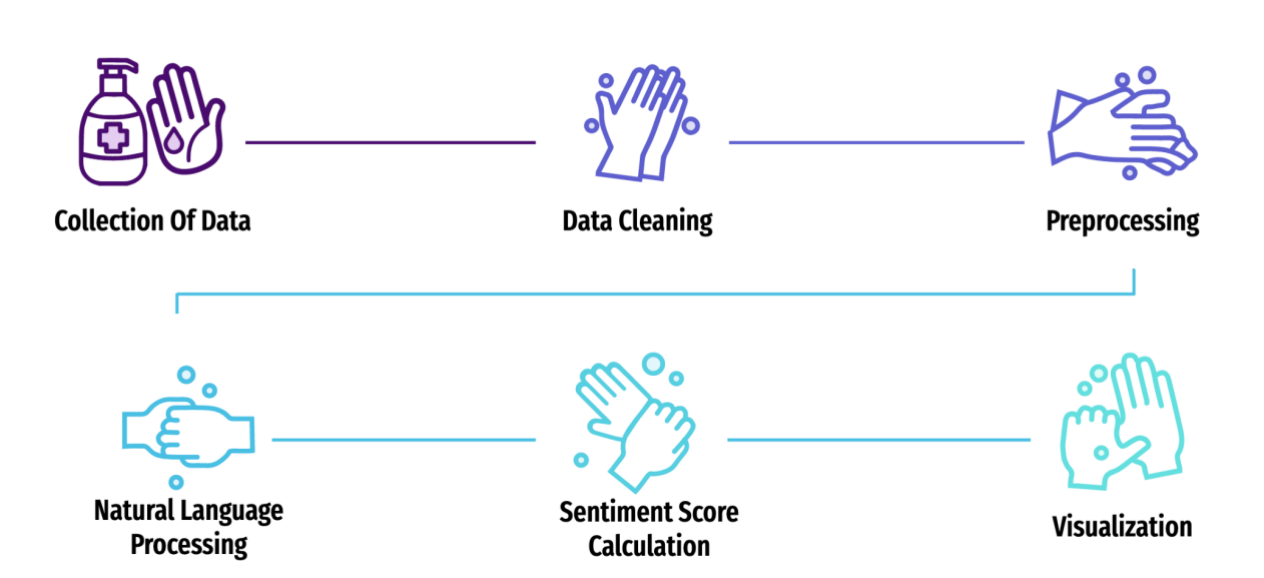 Collection Of Data
Data Cleaning
Preprocessing
Natural Language
Processing
Sentiment Score
Calculation
Visualization